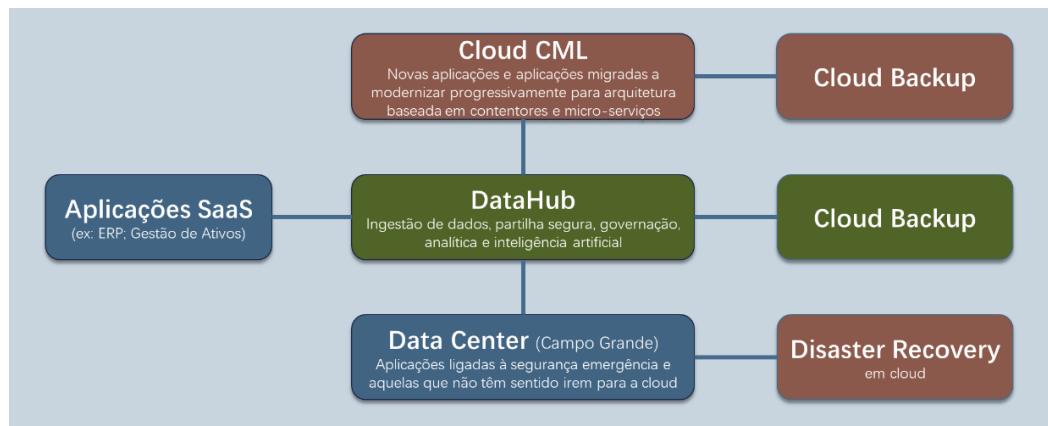 Cloud CML
Novas aplicações e aplicações migradas a
modernizar progressivamente para arquitetura
baseada em contentores e micro-serviços
Cloud Backup
Aplicações SaaS
(ex: ERP; Gestão de Ativos)
DataHub
Ingestão de dados, partilha segura, governação,
analítica e inteligência artificial
Cloud Backup
Data Center (Campo Grande)
Aplicações ligadas à segurança emergência e
aquelas que não têm sentido irem para a cloud
Disaster Recovery
em cloud